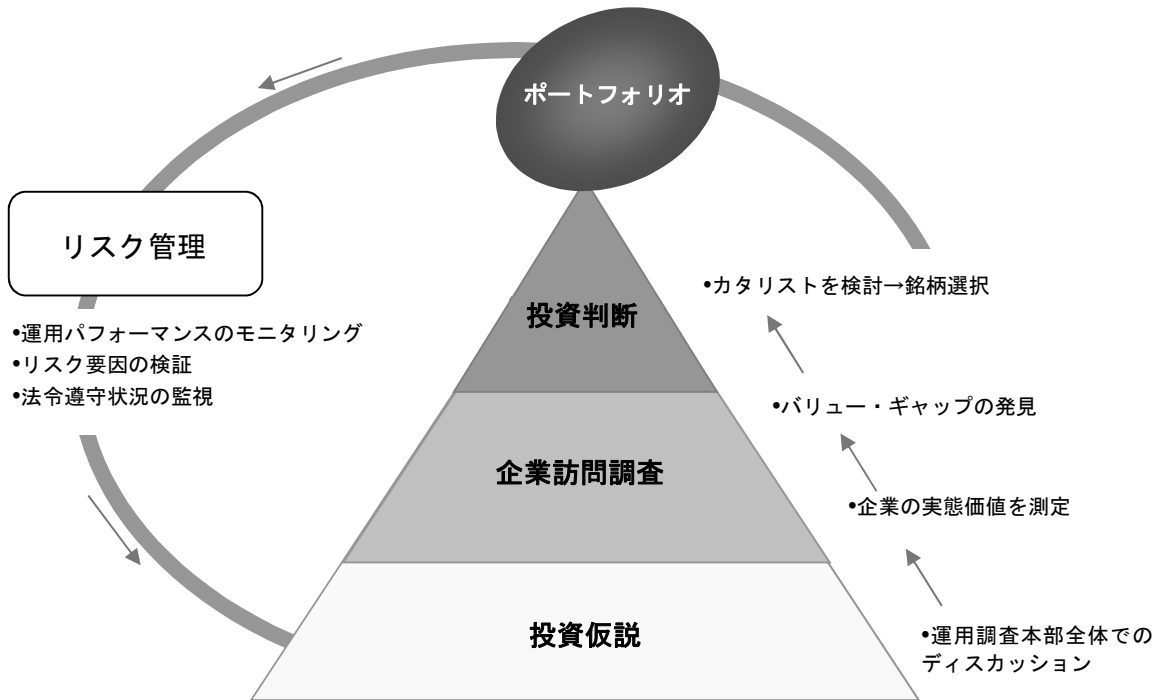 ポートフォリオ
リスク管理
•運用パフォーマンスのモニタリング
•リスク要因の検証
•法令遵守状況の監視
投資判断
企業訪問調査
投資仮説
•カタリストを検討→銘柄選択
•バリュー・ギャップの発見
•企業の実態価値を測定
•運用調査本部全体での
ディスカッション